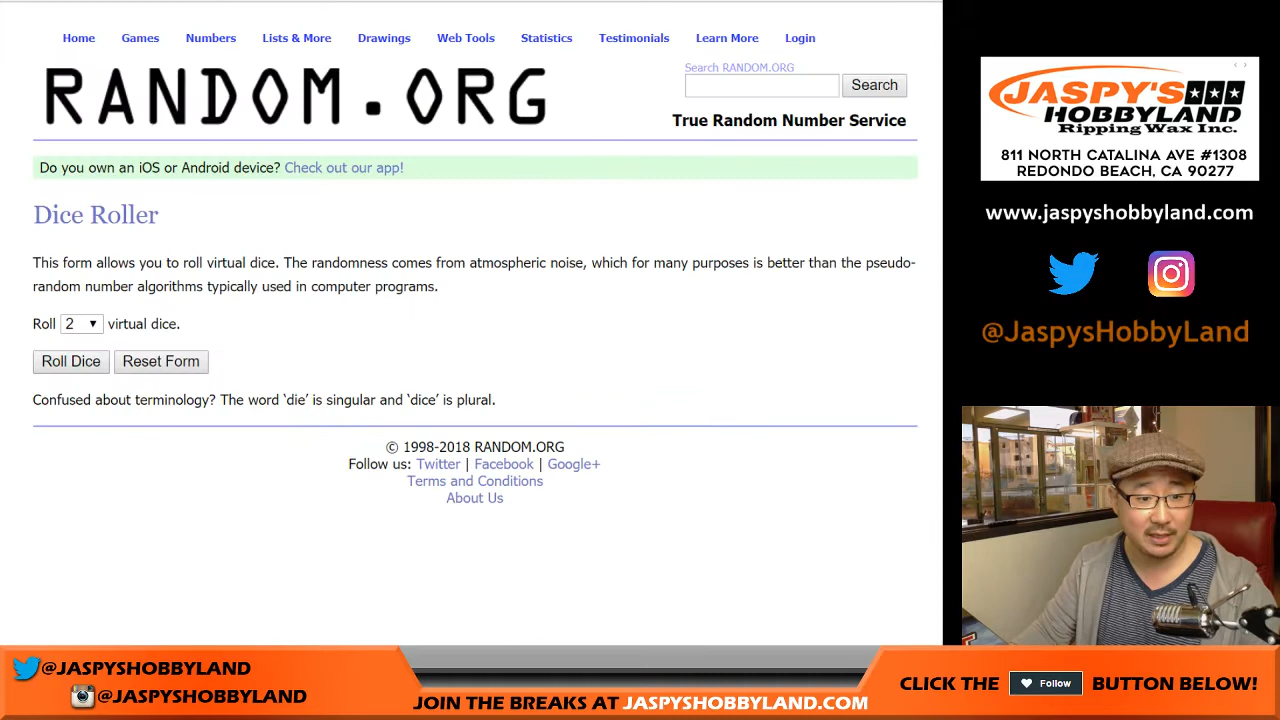 Home Games Numbers Lists & More Drawings Web Tools Statistics Testimonials Learn More Login
RANDOM.ORG
Search RANDOM.ORG
Search
True Random Number Service
Do you own an iOS or Android device? Check out our app!
Dice Roller
This form allows you to roll virtual dice. The randomness comes from atmospheric noise, which for many purposes is better than the pseudo-
random number algorithms typically used in computer programs.
Roll 2 virtual dice.
Roll Dice Reset Form
Confused about terminology? The word ‘die’ is singular and ‘dice’ is plural.
© 1998-2018 RANDOM.ORG
Follow us: Twitter | Facebook | Google+
Terms and Conditions
About Us
JASPY'S
HOBBYLAND
Ripping Wax Inc.
811 NORTH CATALINA AVE #1308
REDONDO BEACH, CA 90277
www.jaspyshobbyland.com
@JaspysHobbyLand
@JASPYSHOBBYLAND
@JASPYSHOBBYLAND
JOIN THE BREAKS AT JASPYSHOBBYLAND.COM
CLICK THE Follow BUTTON BELOW!